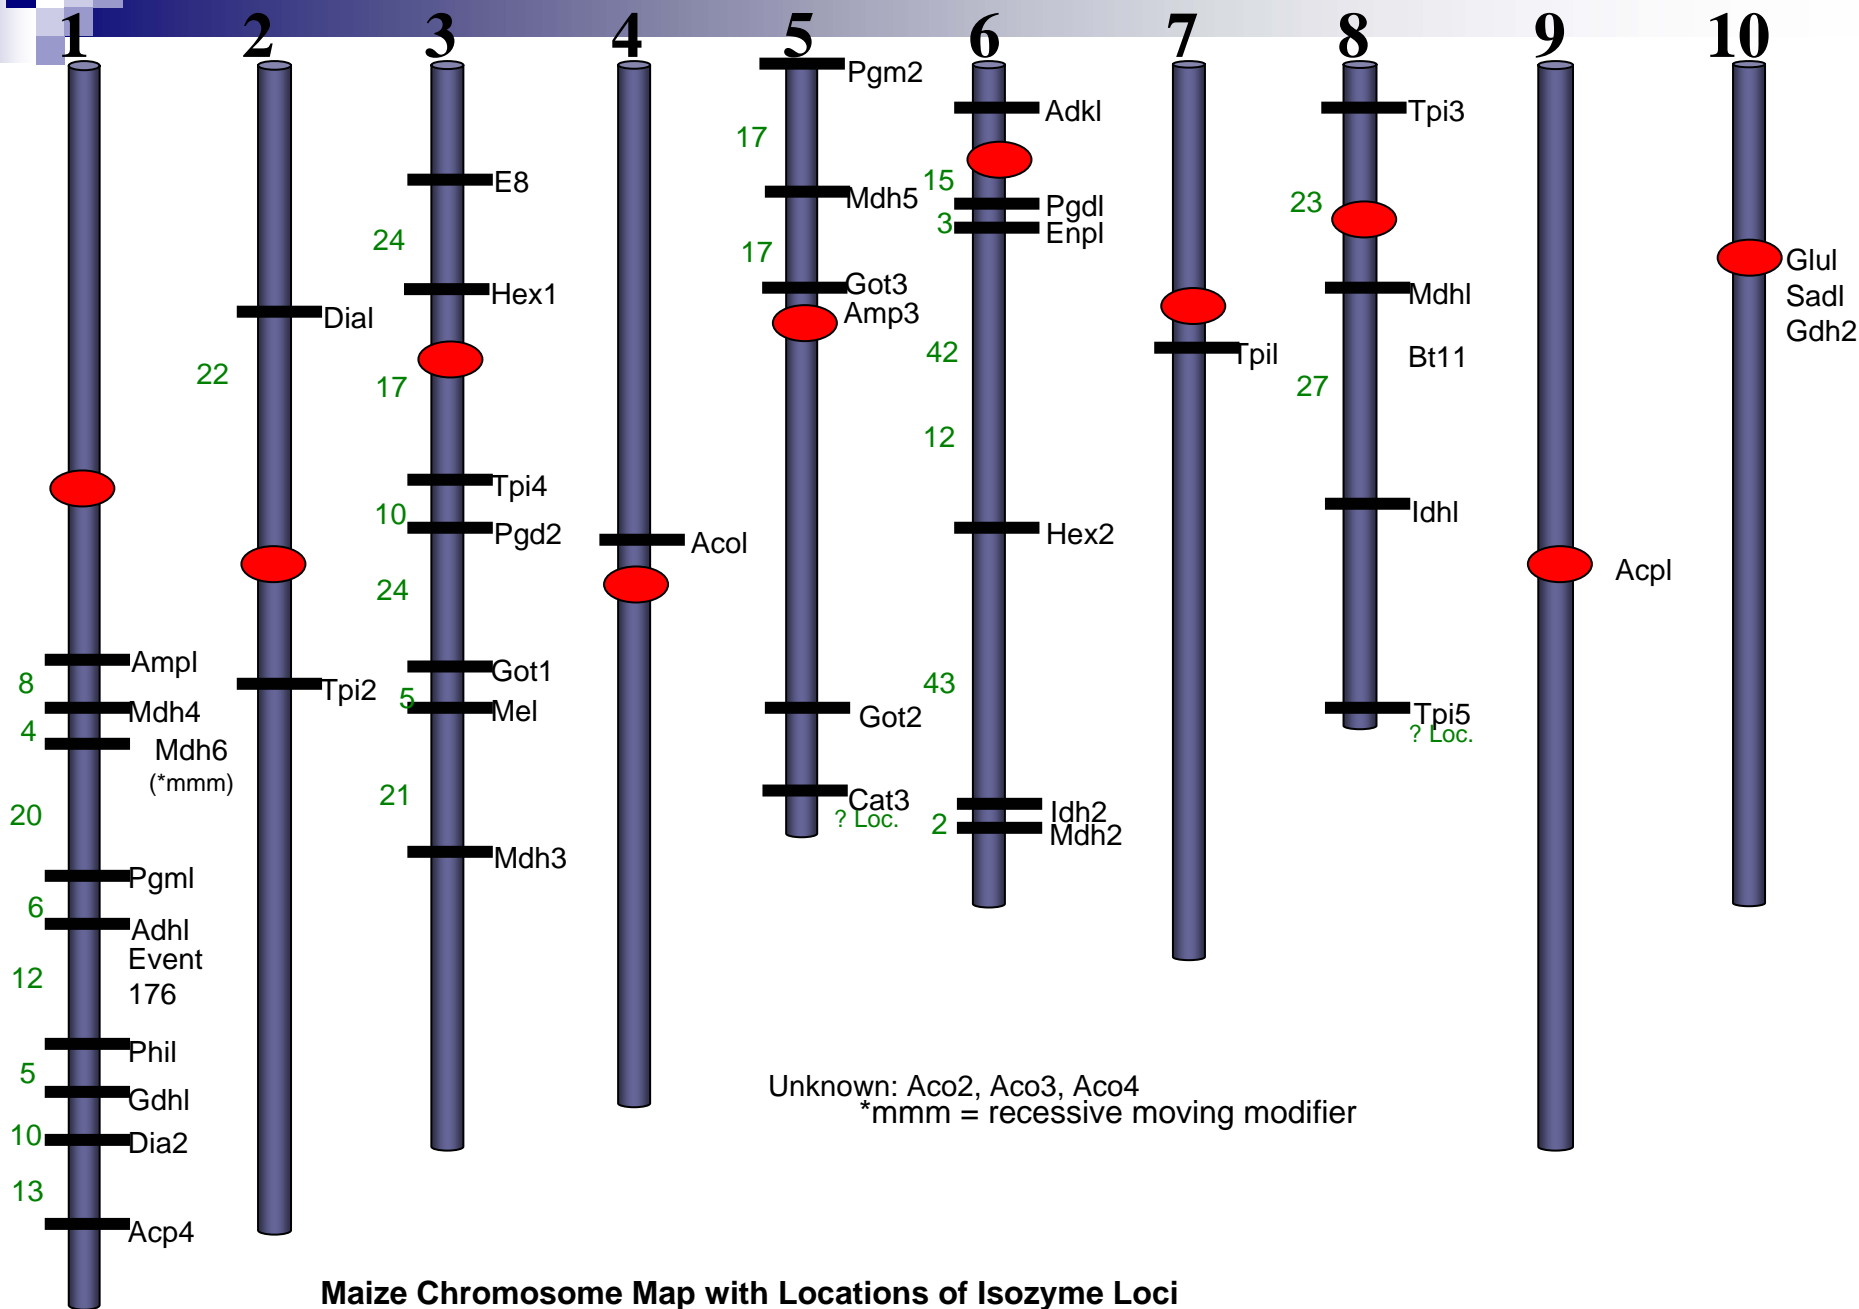 1 2 3 4 5 6 7 8 9 10
Ampl
8
Mdh4
4
Mdh6
(*mmm)
20
Pgml
6
Adhl
Event
176
12
Phil
5
Gdhl
10
Dia2
13
Acp4
Dial
22
Tpi2
E8
24
Hex1
17
Tpi4
10
Pgd2
24
Got1
5
Mel
21
Mdh3
Acol
Pgm2
17
Mdh5
17
Got3
Amp3
Got2
Cat3
? Loc.
Adkl
15
Pgdl
3
Enpl
42
12
Hex2
43
Idh2
2
Mdh2
Tpil
Tpi3
23
Mdhl
Bt11
27
Idhl
Tpi5
? Loc.
Acpl
Glul
Sadl
Gdh2
Unknown: Aco2, Aco3, Aco4
*mmm = recessive moving modifier
Maize Chromosome Map with Locations of Isozyme Loci